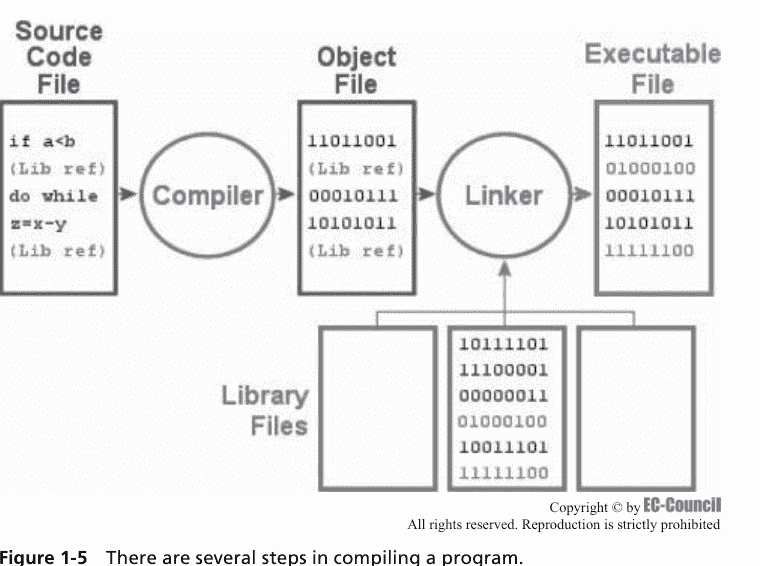 Source
Code
File
Object
File
Executable
File
if a<b
(Lib ref)
do while
z=x-y
(Lib ref)
Compiler
11011001
(Lib ref)
00010111
10101011
(Lib ref)
Linker
11011001
01000100
00010111
10101011
11111100
Library
Files
10111101
11100001
00000011
01000100
10011101
11111100
Copyright © by EC-Council
All rights reserved. Reproduction is strictly prohibited
Figure 1-5 There are several steps in compiling a program.